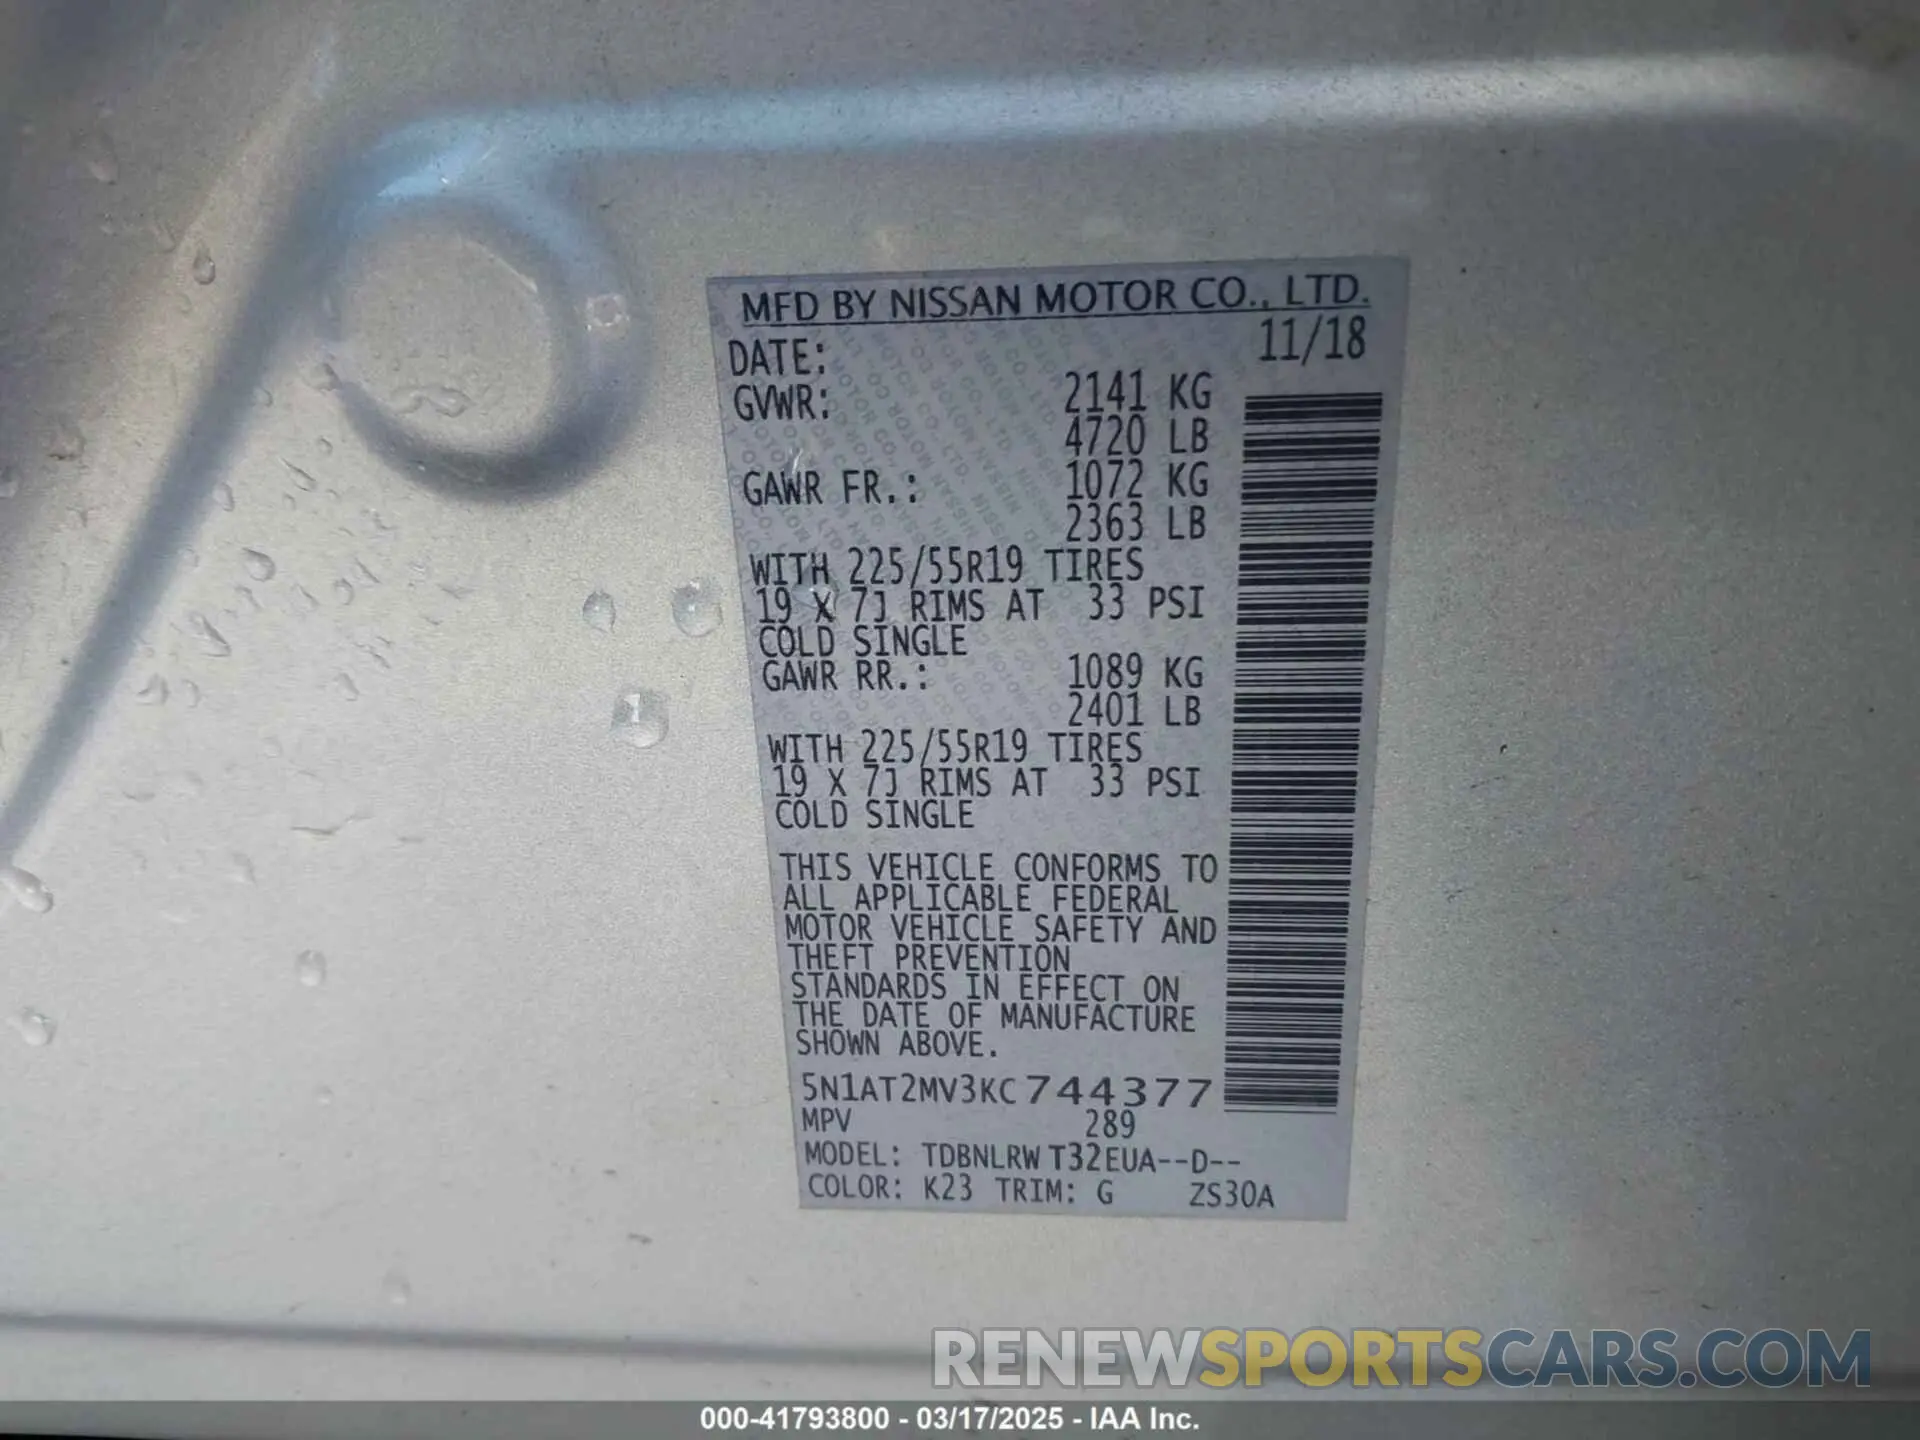 MFD BY NISSAN MOTOR CO., LTD.
DATE: 11/18
GVWR: 2141 KG
4720 LB
GAWR FR.: 1072 KG
2363 LB
WITH 225/55R19 TIRES
19 X 7J RIMS AT 33 PSI
COLD SINGLE
GAWR RR.: 1089 KG
2401 LB
WITH 225/55R19 TIRES
19 X 7J RIMS AT 33 PSI
COLD SINGLE
THIS VEHICLE CONFORMS TO
ALL APPLICABLE FEDERAL
MOTOR VEHICLE SAFETY AND
THEFT PREVENTION
STANDARDS IN EFFECT ON
THE DATE OF MANUFACTURE
SHOWN ABOVE.
5N1AT2MV3KC744377
MPV 289
MODEL: TDBNLRW T32EUA--D--
COLOR: K23 TRIM: G ZS30A
RENEWSPORTSCARS.COM
000-41793800 - 03/17/2025 - IAA Inc.